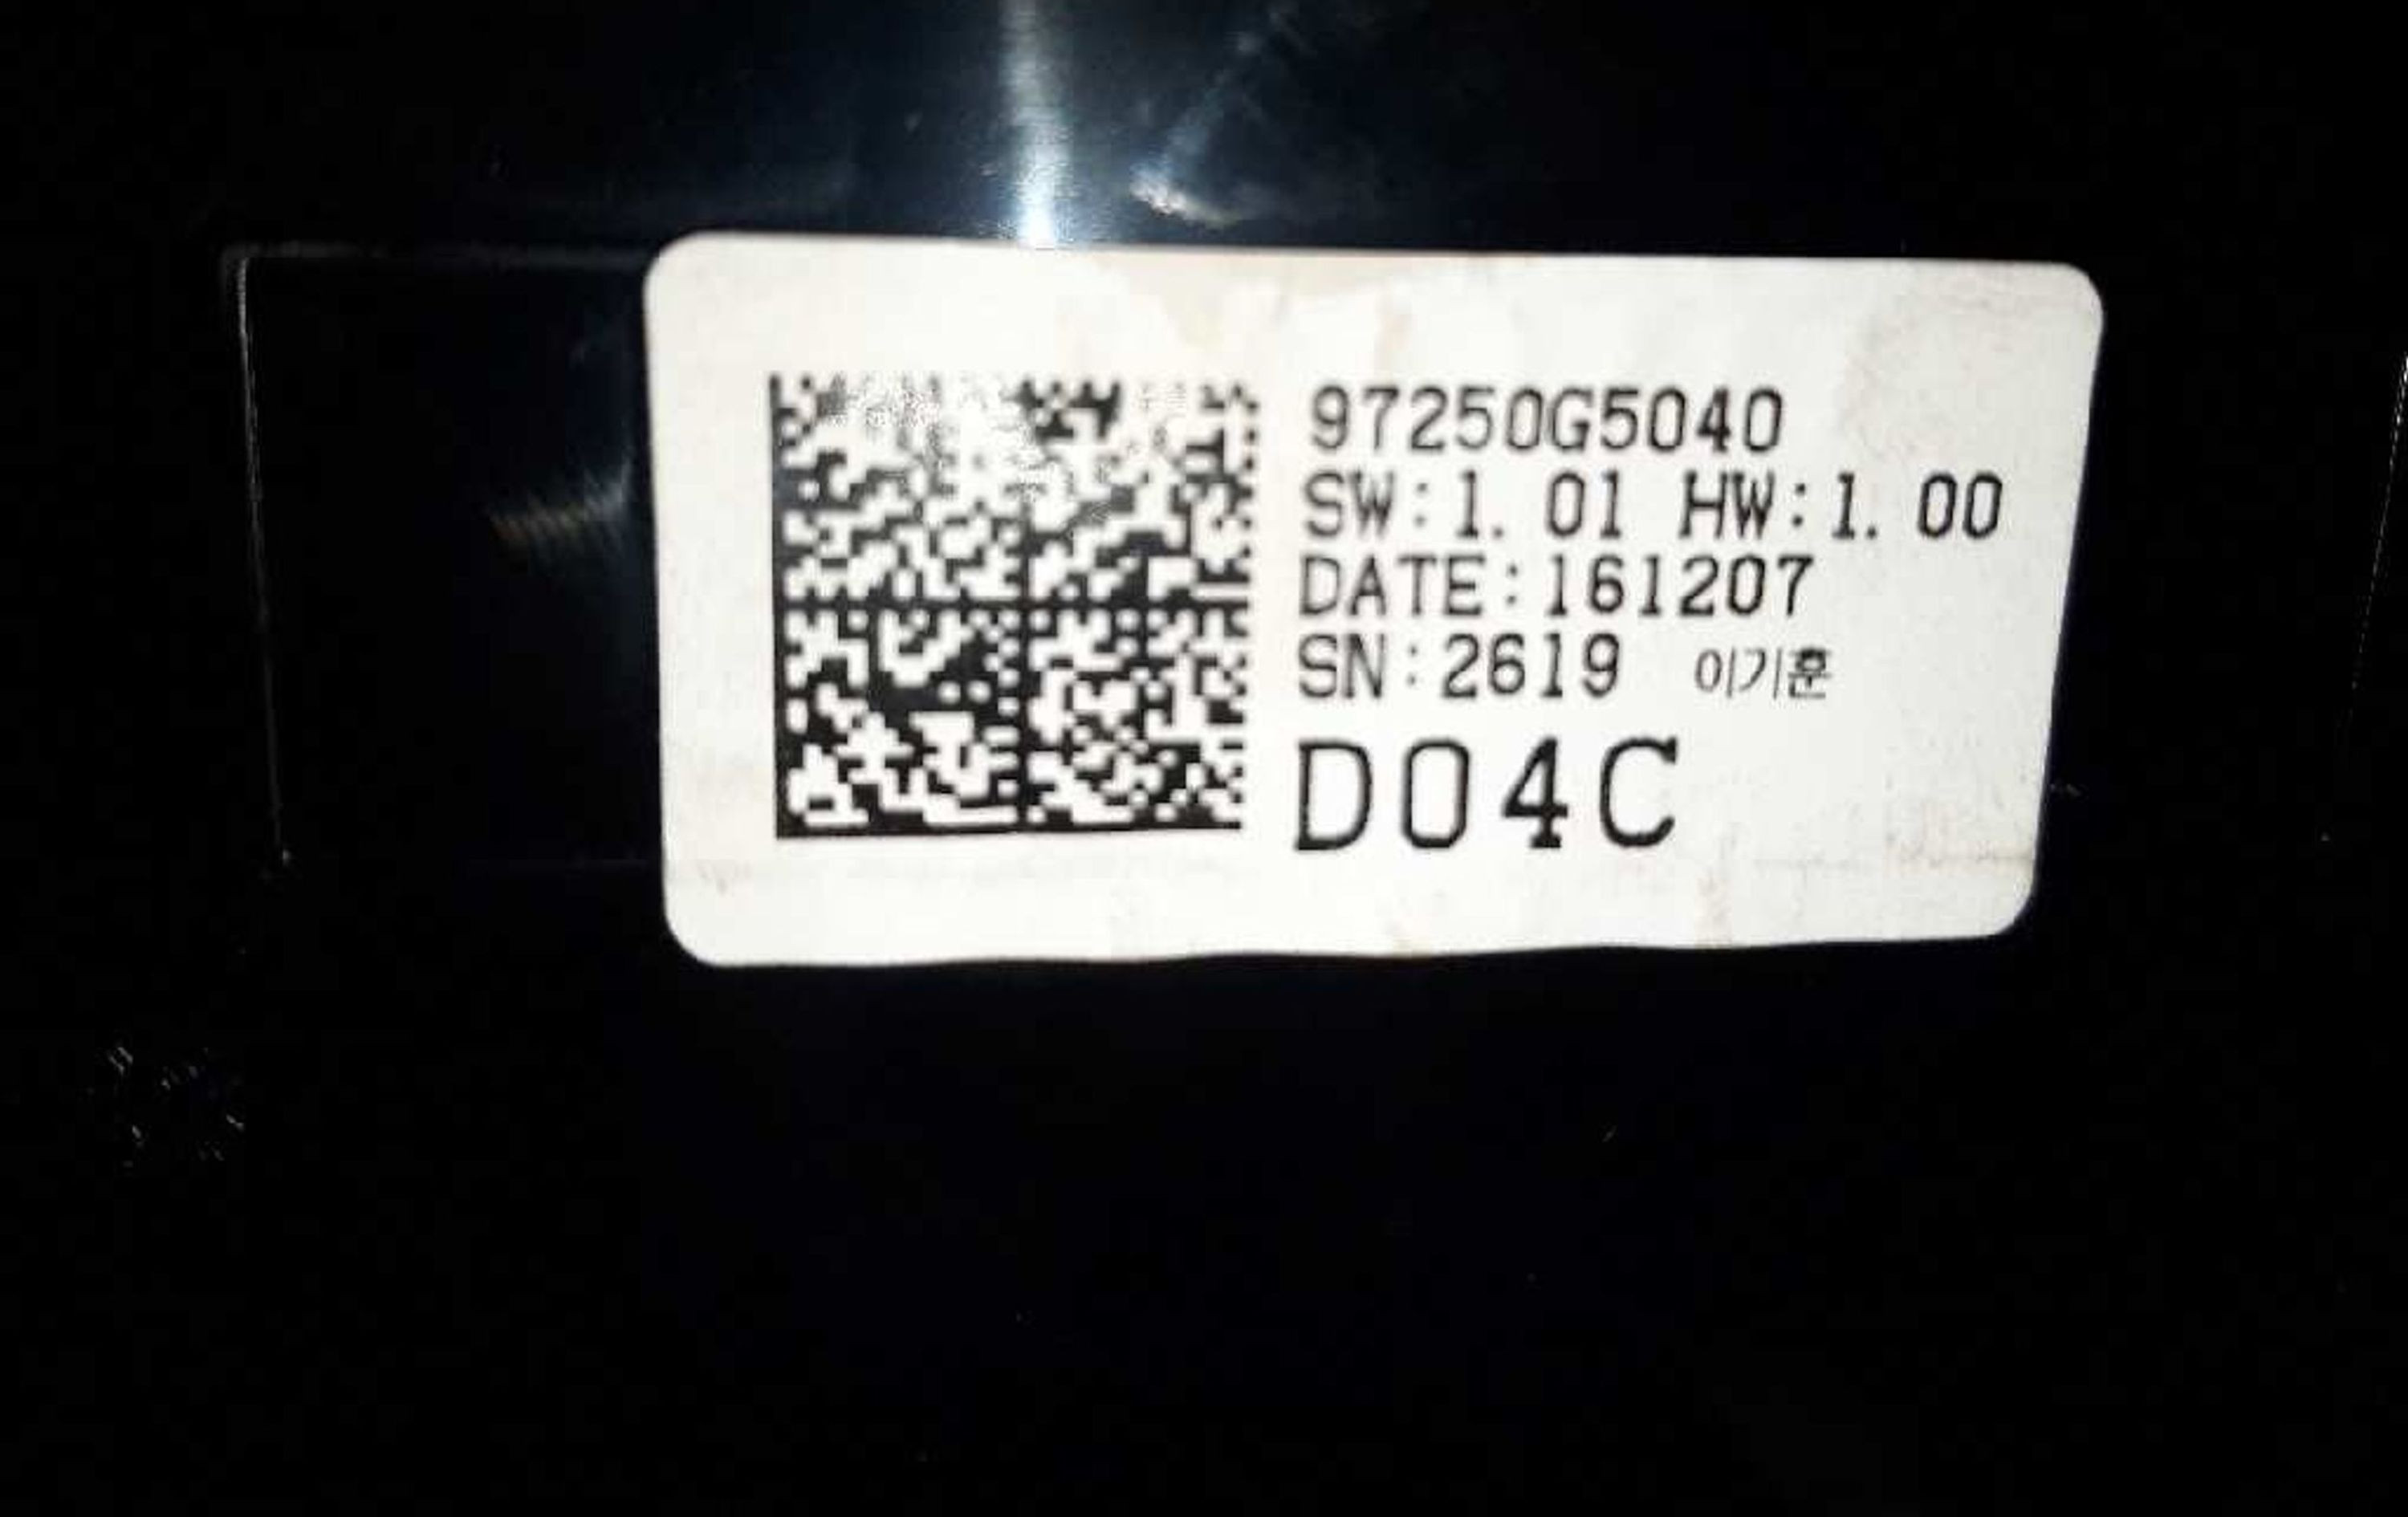 97250G5040
SW:1. 01 HW:1. 00
DATE:161207
SN:2619 이기훈
D04C